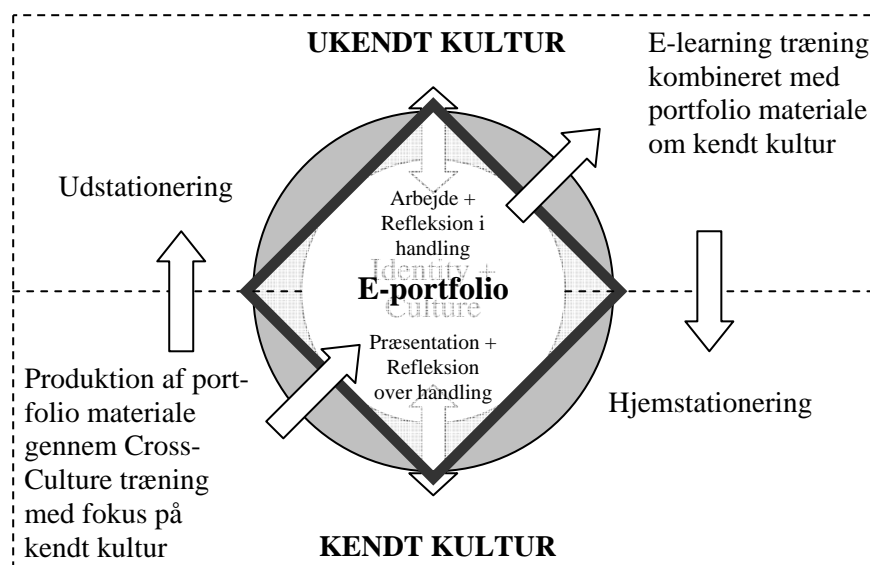 UKENDT KULTUR
E-learning træning
kombineret med
portfolio materiale
om kendt kultur
Udstationering
Arbejde +
Refleksion i
handling
Identity +
E-portfolio
Culture
Præsentation +
Refleksion
over handling
Produktion af port-
folio materiale
gennem Cross-
Culture træning
med fokus på
kendt kultur
Hjemstationering
KENDT KULTUR